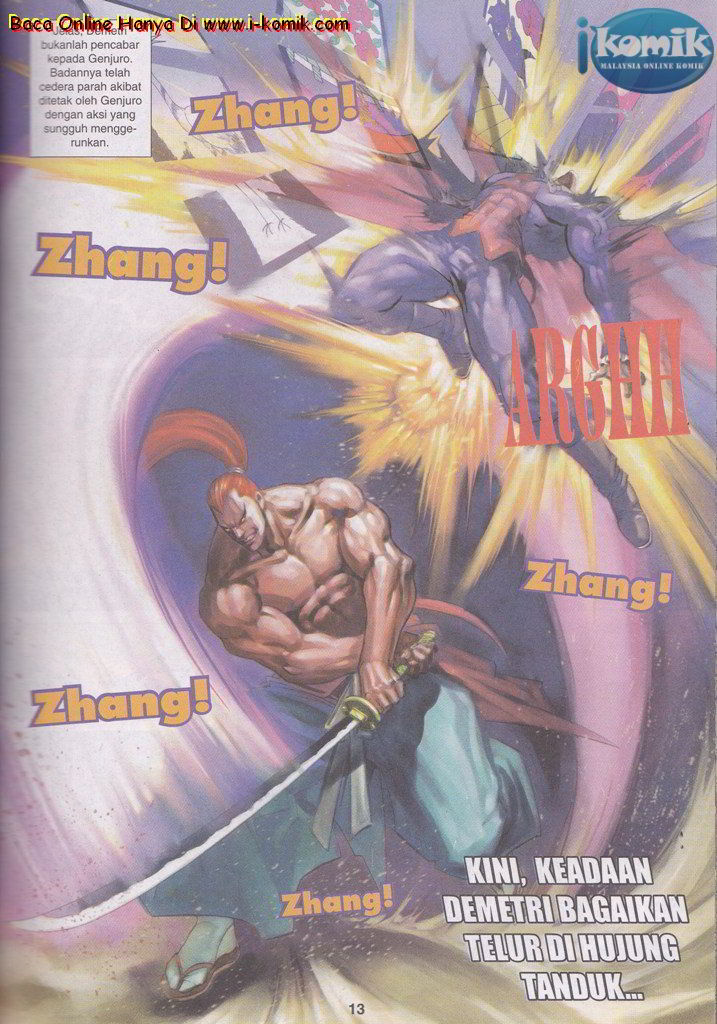 Baca Online Hanya Di www.i-komik.com
ikomik
MALAYSIA ONLINE KOMIK
Jelas, Demetri
bukanlah pencabar
kepada Genjuro.
Badannya telah
cedera parah akibat
ditetak oleh Genjuro
dengan aksi yang
sungguh mengge-
runkan.
Zhang!
Zhang!
ARGHH
Zhang!
Zhang!
Zhang!
KINI, KEADAAN
DEMETRI BAGAIKAN
TELUR DI HUJUNG
TANDUK...
13